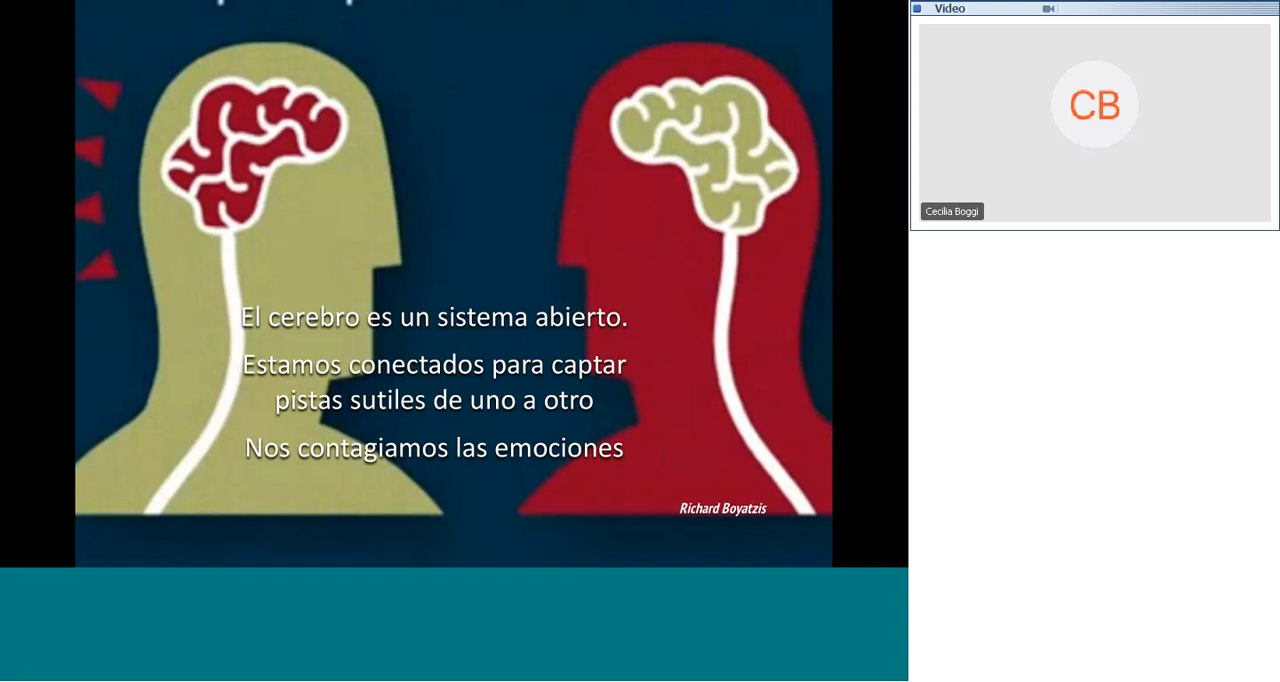 El cerebro es un sistema abierto.
Estamos conectados para captar
pistas sutiles de uno a otro
Nos contagiamos las emociones
Richard Boyatzis
Video
CB
Cecilia Boggi